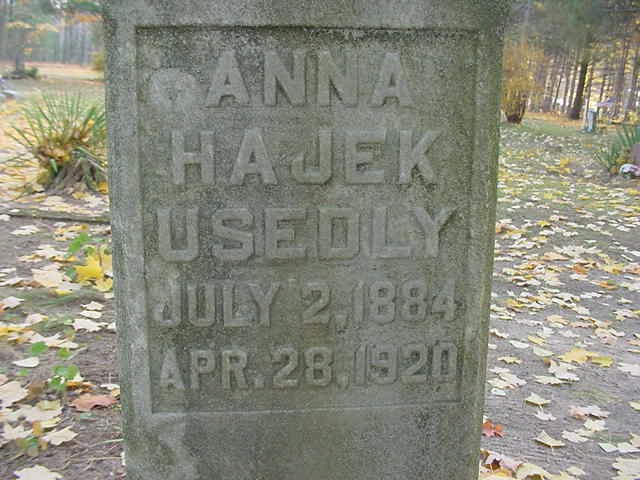 ANNA
HAJEK
USEDLY
JULY 2, 1884
APR. 28, 1920